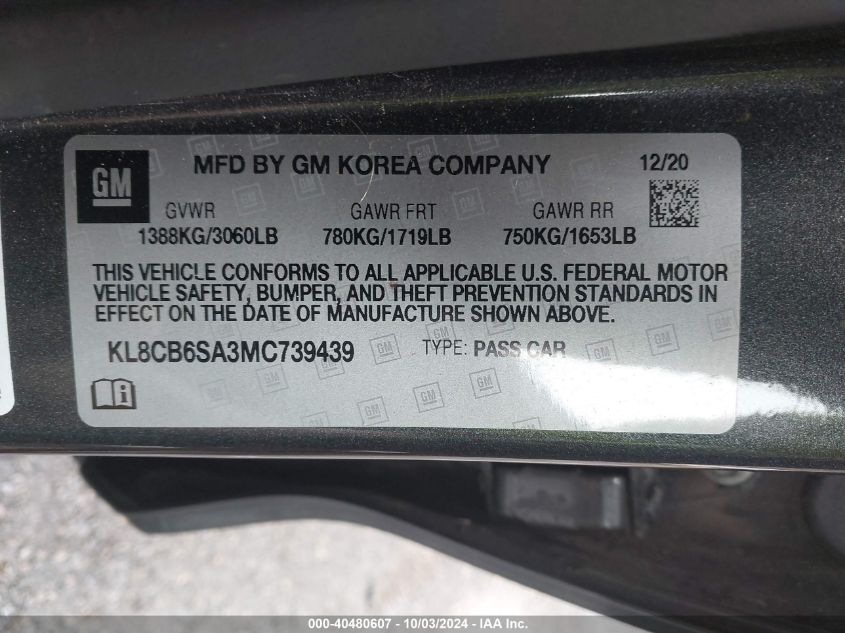 GM
MFD BY GM KOREA COMPANY 12/20
GVWR GAWR FRT GAWR RR
1388KG/3060LB 780KG/1719LB 750KG/1653LB
THIS VEHICLE CONFORMS TO ALL APPLICABLE U.S. FEDERAL MOTOR
VEHICLE SAFETY, BUMPER, AND THEFT PREVENTION STANDARDS IN
EFFECT ON THE DATE OF MANUFACTURE SHOWN ABOVE.
KL8CB6SA3MC739439 TYPE: PASS CAR
000-40480607 - 10/03/2024 - IAA Inc.